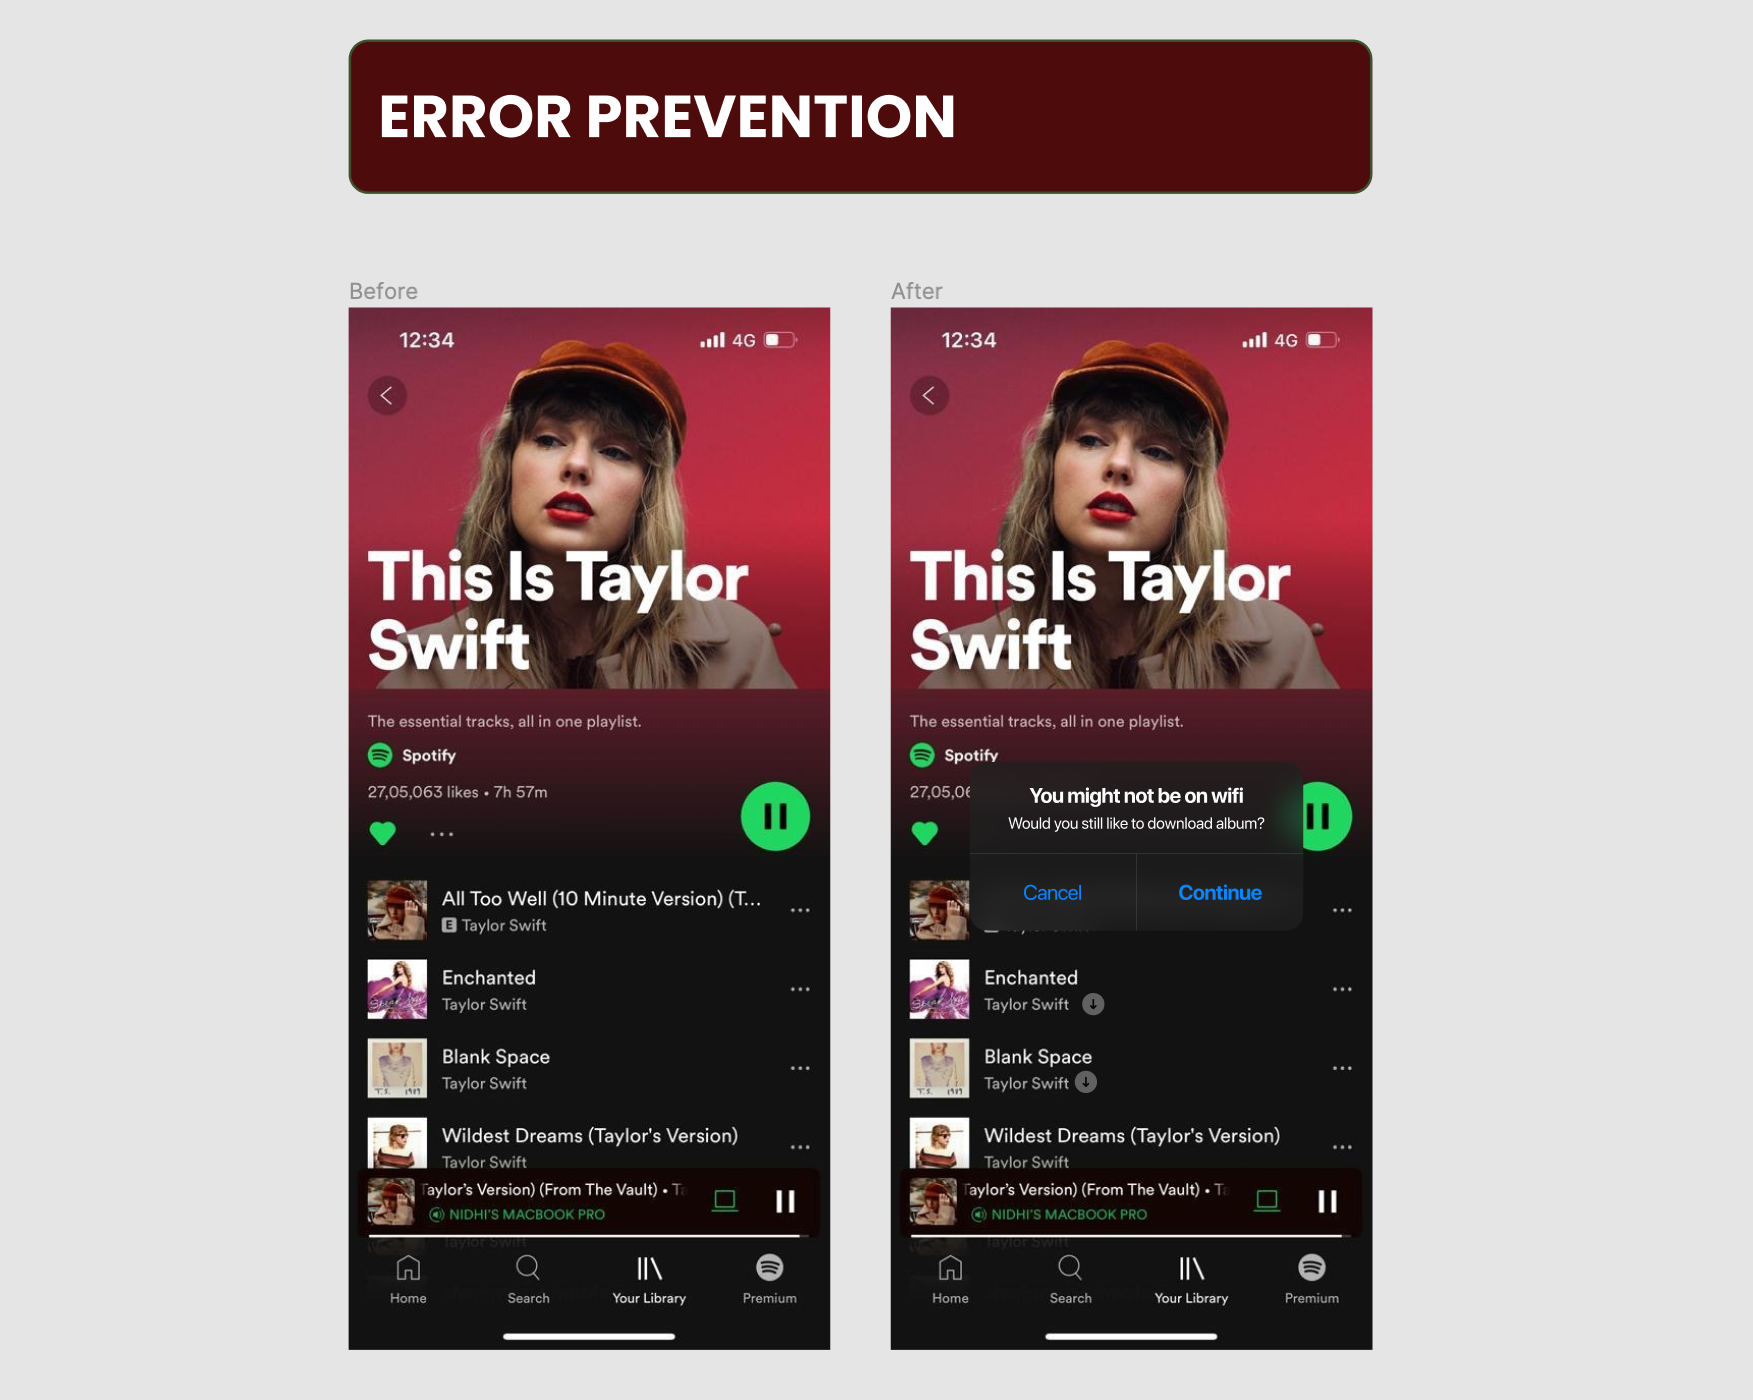 ERROR PREVENTION
Before
12:34
4G
This Is Taylor
Swift
The essential tracks, all in one playlist.
Spotify
27,05,063 likes • 7h 57m
All Too Well (10 Minute Version) (T...
E Taylor Swift
Enchanted
Taylor Swift
Blank Space
Taylor Swift
Wildest Dreams (Taylor's Version)
Taylor Swift
Taylor's Version) (From The Vault) • Ta
NIDHI'S MACBOOK PRO
Taylor Swift
Home
Search
Your Library
Premium
After
12:34
4G
This Is Taylor
Swift
The essential tracks, all in one playlist.
Spotify
27,05,06
You might not be on wifi
Would you still like to download album?
Cancel
Continue
Enchanted
Taylor Swift
Blank Space
Taylor Swift
Wildest Dreams (Taylor's Version)
Taylor Swift
Taylor's Version) (From The Vault) • Ta
NIDHI'S MACBOOK PRO
Taylor Swift
Home
Search
Your Library
Premium